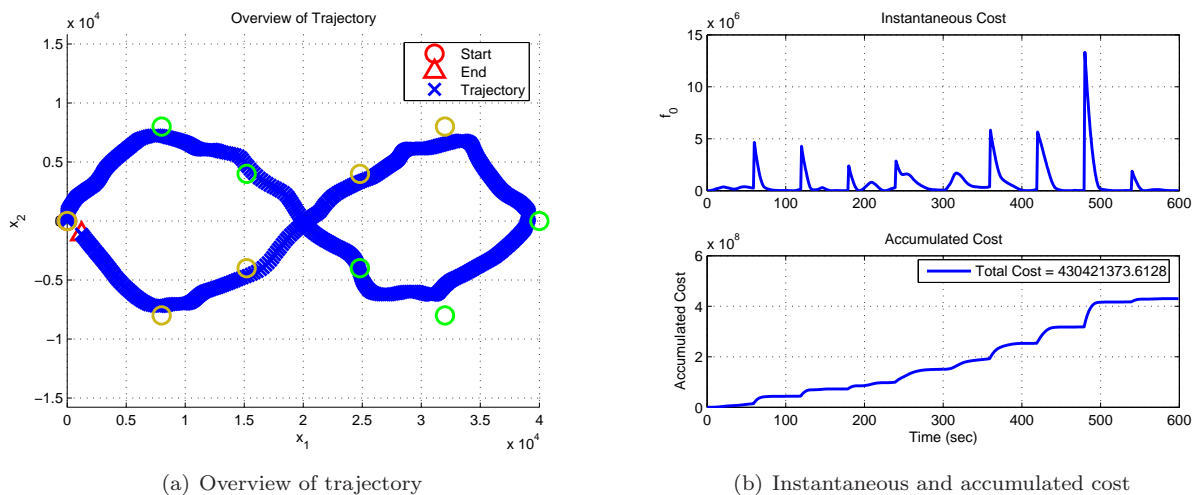 Overview of Trajectory
x 10^4
Start
End
Trajectory
1.5
1
0.5
0
−0.5
−1
−1.5
x_2
0 0.5 1 1.5 2 2.5 3 3.5 4
x_1
x 10^4
(a) Overview of trajectory
Instantaneous Cost
x 10^6
15
10
5
0
f_0
0 100 200 300 400 500 600
Accumulated Cost
x 10^8
Total Cost = 430421373.6128
6
4
2
0
Accumulated Cost
0 100 200 300 400 500 600
Time (sec)
(b) Instantaneous and accumulated cost